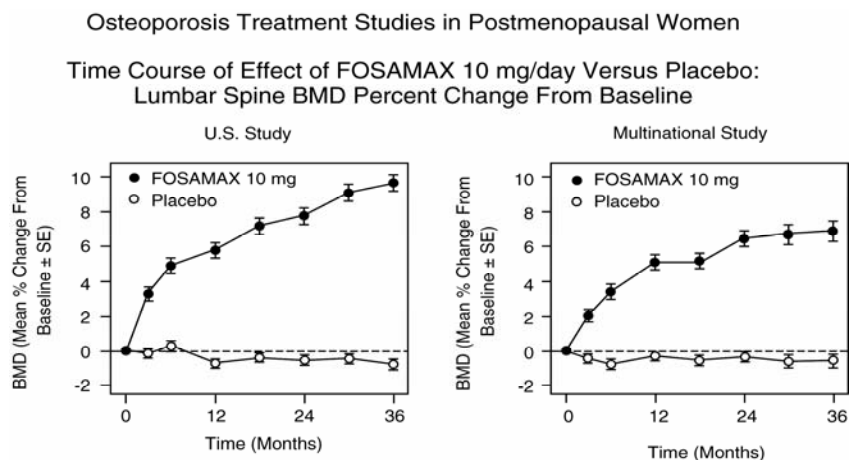 Osteoporosis Treatment Studies in Postmenopausal Women
Time Course of Effect of FOSAMAX 10 mg/day Versus Placebo:
Lumbar Spine BMD Percent Change From Baseline
U.S. Study
BMD (Mean % Change From
Baseline ± SE)
10
8
6
4
2
0
-2
FOSAMAX 10 mg
Placebo
0
12
24
36
Time (Months)
Multinational Study
BMD (Mean % Change From
Baseline ± SE)
10
8
6
4
2
0
-2
FOSAMAX 10 mg
Placebo
0
12
24
36
Time (Months)